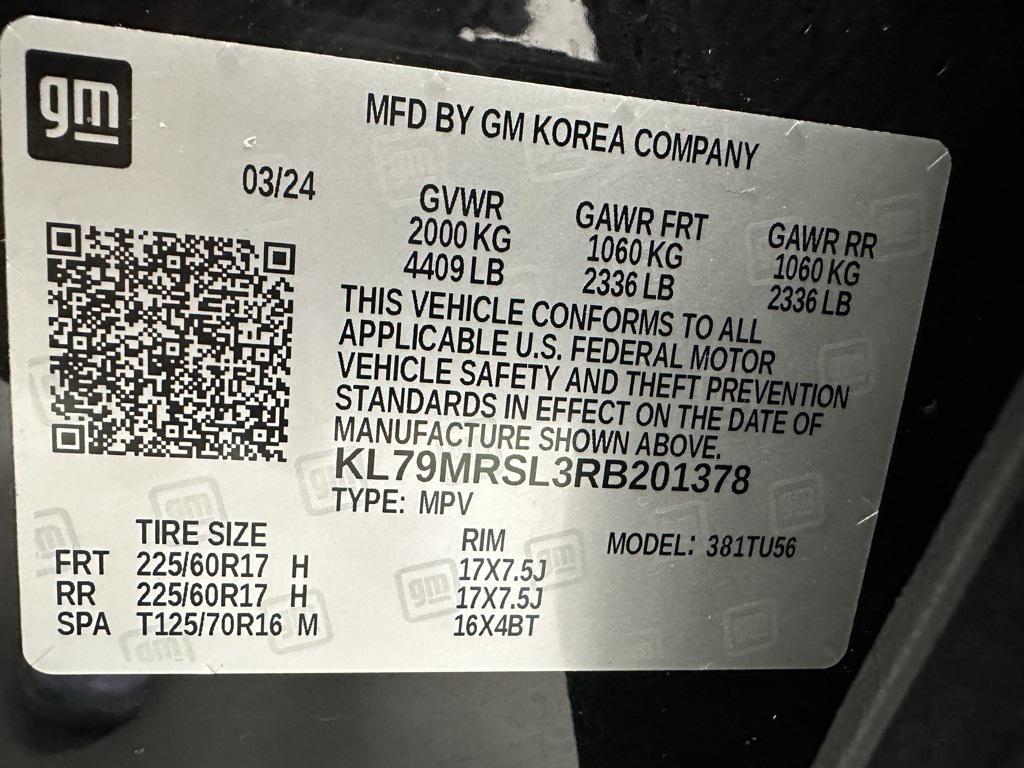 gm
MFD BY GM KOREA COMPANY
03/24
GVWR GAWR FRT GAWR RR
2000 KG 1060 KG 1060 KG
4409 LB 2336 LB 2336 LB
THIS VEHICLE CONFORMS TO ALL
APPLICABLE U.S. FEDERAL MOTOR
VEHICLE SAFETY AND THEFT PREVENTION
STANDARDS IN EFFECT ON THE DATE OF
MANUFACTURE SHOWN ABOVE.
KL79MRSL3RB201378
TYPE: MPV
TIRE SIZE RIM MODEL: 381TU56
FRT 225/60R17 H 17X7.5J
RR 225/60R17 H 17X7.5J
SPA T125/70R16 M 16X4BT